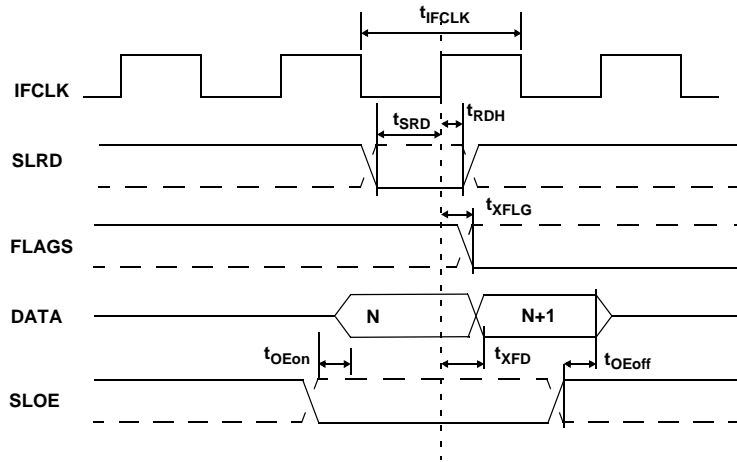 tIFCLK
IFCLK
tSRD
tRDH
SLRD
tXFLG
FLAGS
DATA
N
N+1
tOEon
tXFD
tOEoff
SLOE